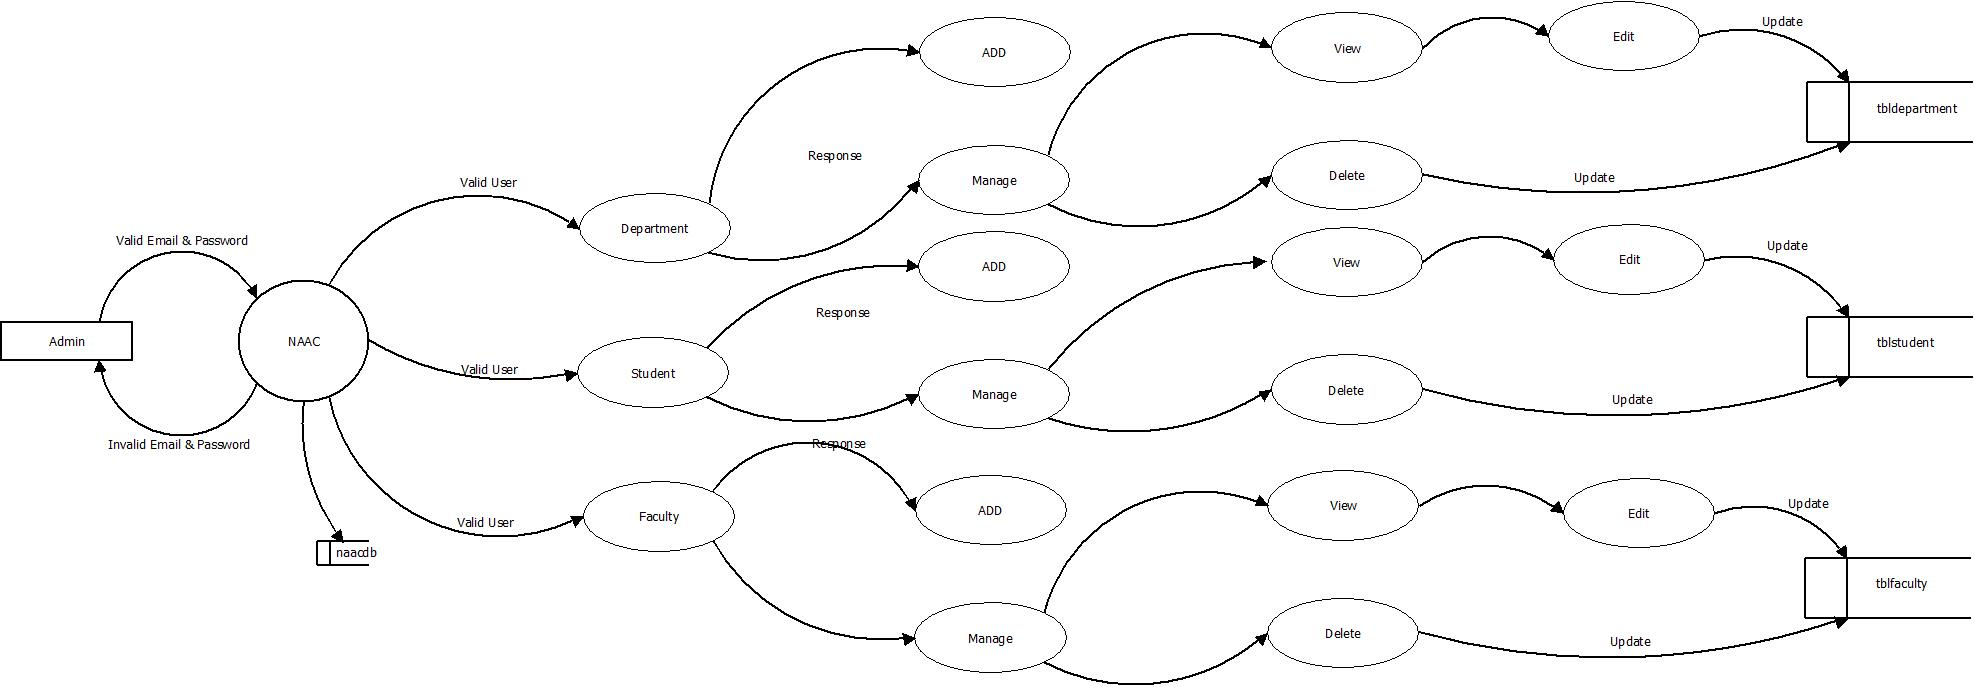 Admin
Valid Email & Password
Invalid Email & Password
NAAC
naacdb
Valid User
Department
Response
ADD
Manage
View
Edit
Update
Delete
Update
tbldepartment
Valid User
Student
Response
ADD
Manage
View
Edit
Update
Delete
Update
tblstudent
Valid User
Faculty
Response
ADD
Manage
View
Edit
Update
Delete
Update
tblfaculty